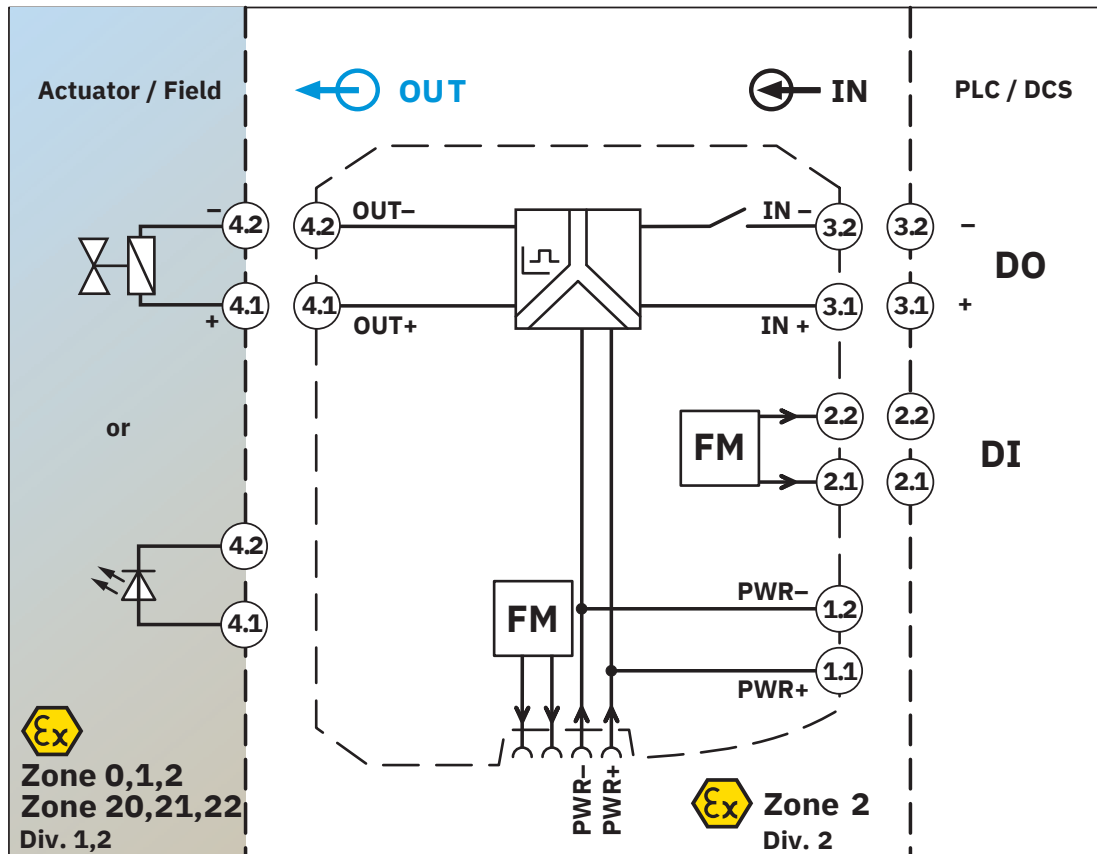 Actuator / Field
OUT
IN
PLC / DCS
–
4.2
4.2
OUT–
IN –
3.2
3.2
–
DO
4.1
4.1
+
OUT+
IN +
3.1
3.1
+
or
FM
2.2
2.2
DI
2.1
2.1
4.2
4.1
FM
PWR–
1.2
1.1
PWR+
PWR–
PWR+
Ex
Zone 0,1,2
Zone 20,21,22
Div. 1,2
Ex
Zone 2
Div. 2